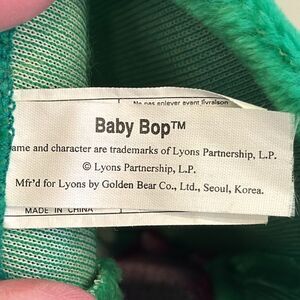 Ne pas enlever avant livraison
Baby Bop™
ame and character are trademarks of Lyons Partnership, L.P.
© Lyons Partnership, L.P.
Mfr'd for Lyons by Golden Bear Co., Ltd., Seoul, Korea.
MADE IN CHINA